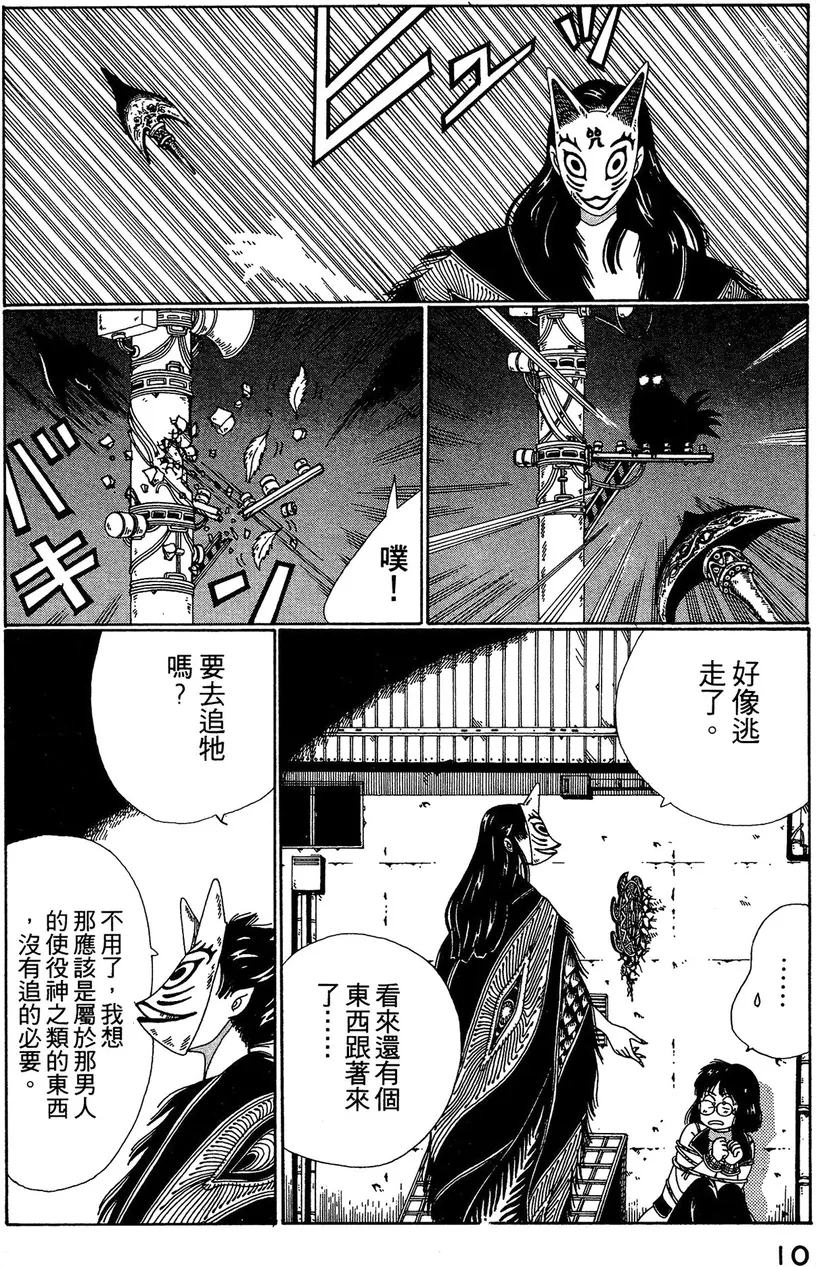 ビュッ
咒
噗！
バキン
好像逃
走了。
……
看來還有個
東西跟著來
了……
要去追牠
嗎？
不用了，我想
那應該是屬於那男人
的使役神之類的東西
，沒有追的必要。
10